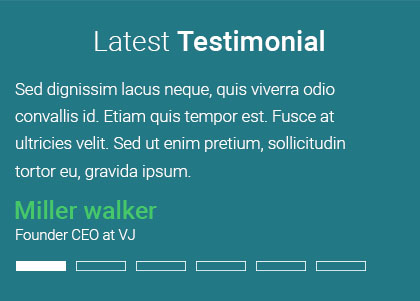 Latest Testimonial
Sed dignissim lacus neque, quis viverra odio
convallis id. Etiam quis tempor est. Fusce at
ultricies velit. Sed ut enim pretium, sollicitudin
tortor eu, gravida ipsum.
Miller walker
Founder CEO at VJ